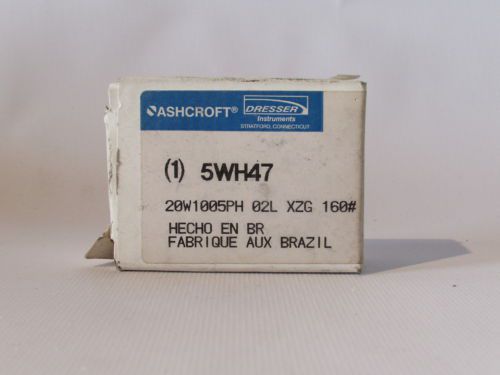 ASHCROFT® DRESSER
Instruments
STRATFORD, CONNECTICUT
(1) 5WH47
20W1005PH 02L XZG 160#
HECHO EN BR
FABRIQUE AUX BRAZIL